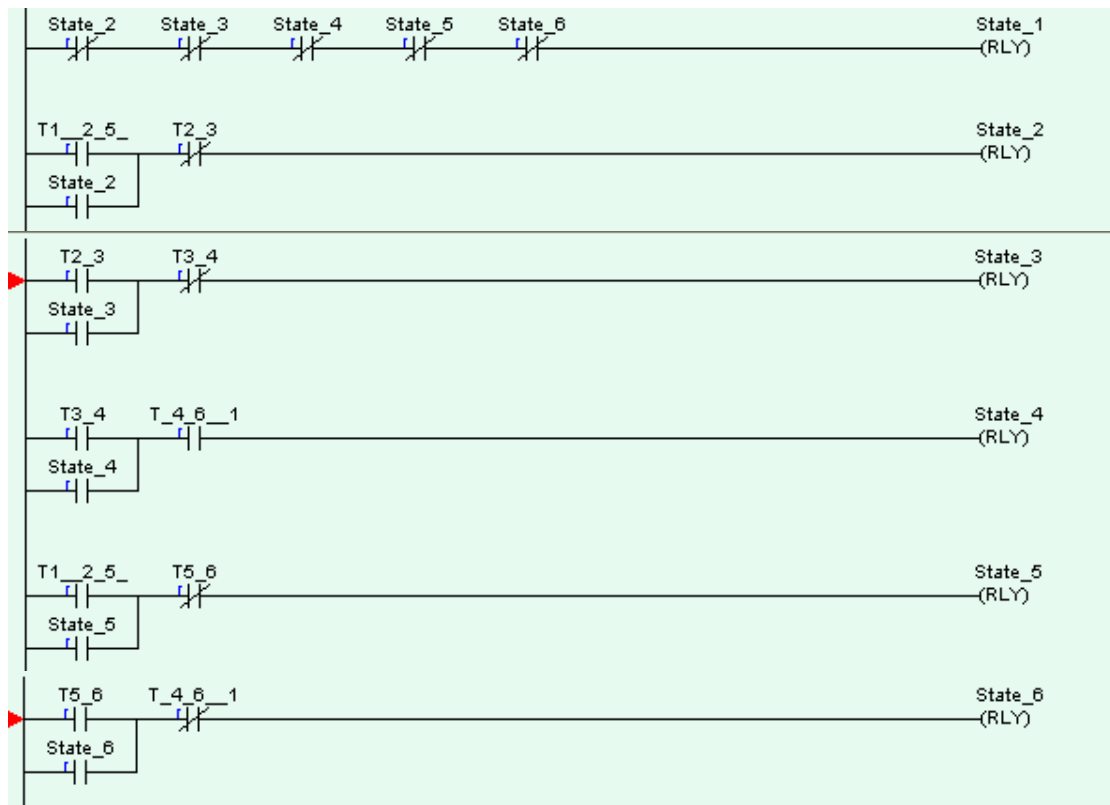 State_2 State_3 State_4 State_5 State_6 State_1
(RLY)
T1__2_5_ T2_3 State_2
(RLY)
State_2
T2_3 T3_4 State_3
(RLY)
State_3
T3_4 T_4_6__1 State_4
(RLY)
State_4
T1__2_5_ T5_6 State_5
(RLY)
State_5
T5_6 T_4_6__1 State_6
(RLY)
State_6